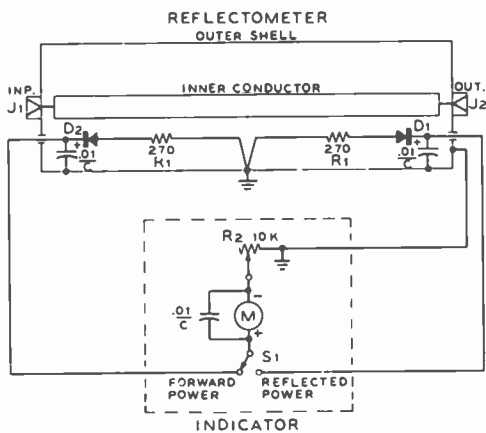 REFLECTOMETER
OUTER SHELL
INP.
J1
INNER CONDUCTOR
OUT.
J2
D2
+
.01
C
270
R1
270
R1
D1
+
.01
C
R2 10K
.01
C
-
M
+
S1
FORWARD
POWER
REFLECTED
POWER
INDICATOR